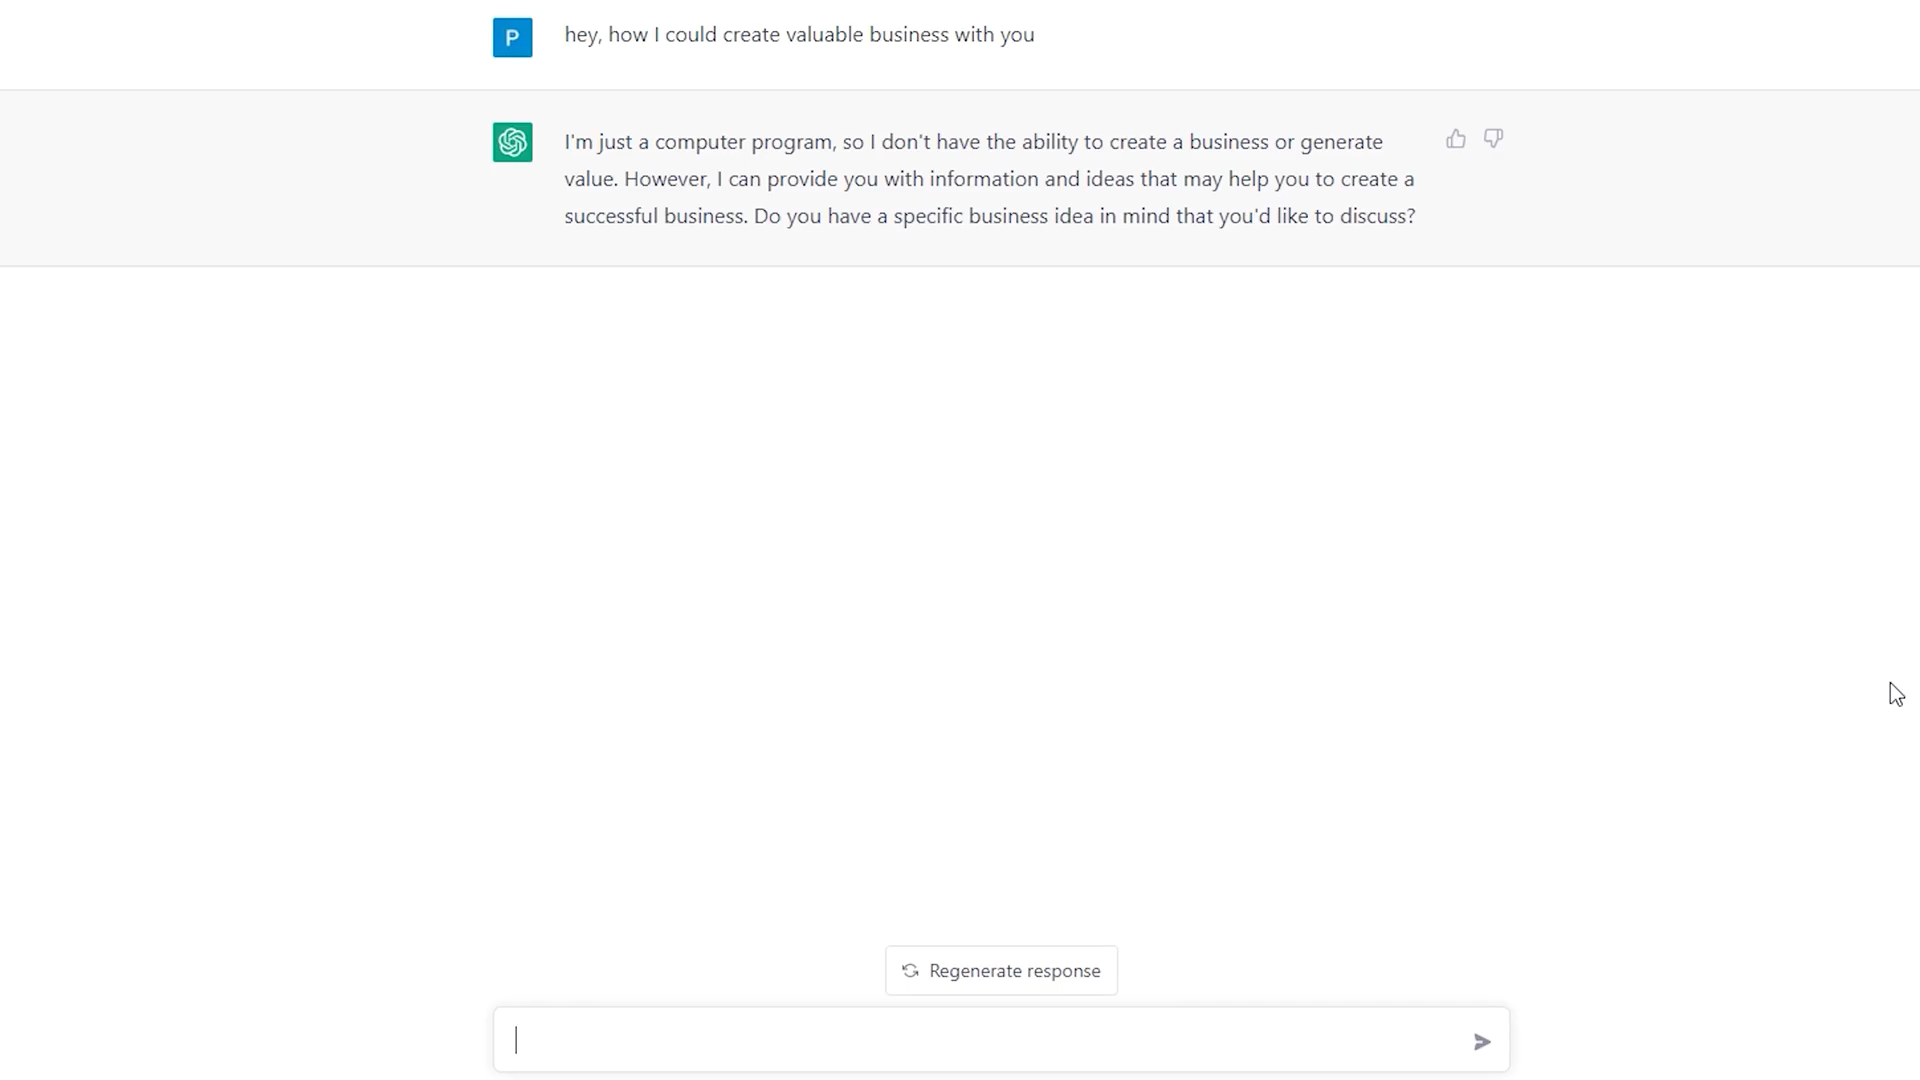 P
hey, how I could create valuable business with you
I'm just a computer program, so I don't have the ability to create a business or generate
value. However, I can provide you with information and ideas that may help you to create a
successful business. Do you have a specific business idea in mind that you'd like to discuss?
Regenerate response